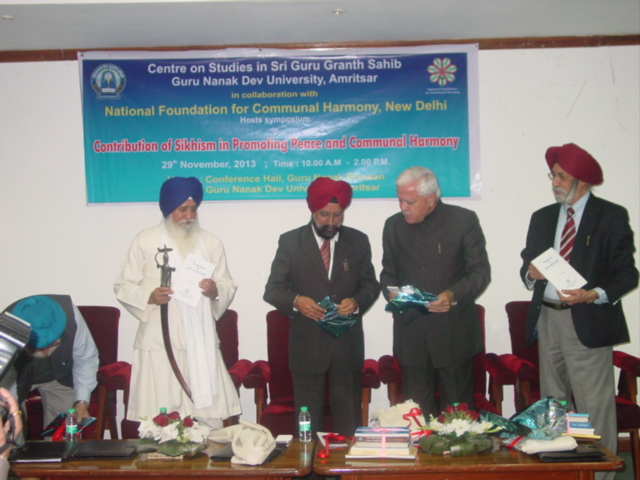 Centre on Studies in Sri Guru Granth Sahib
Guru Nanak Dev University, Amritsar
in collaboration with
National Foundation for Communal Harmony, New Delhi
Hosts symposium
Contribution of Sikhism in Promoting Peace and Communal Harmony
29th November, 2013 ; Time : 10.00 A.M - 2.00 P.M.
Conference Hall, Guru Nanak
Guru Nanak Dev Amritsar